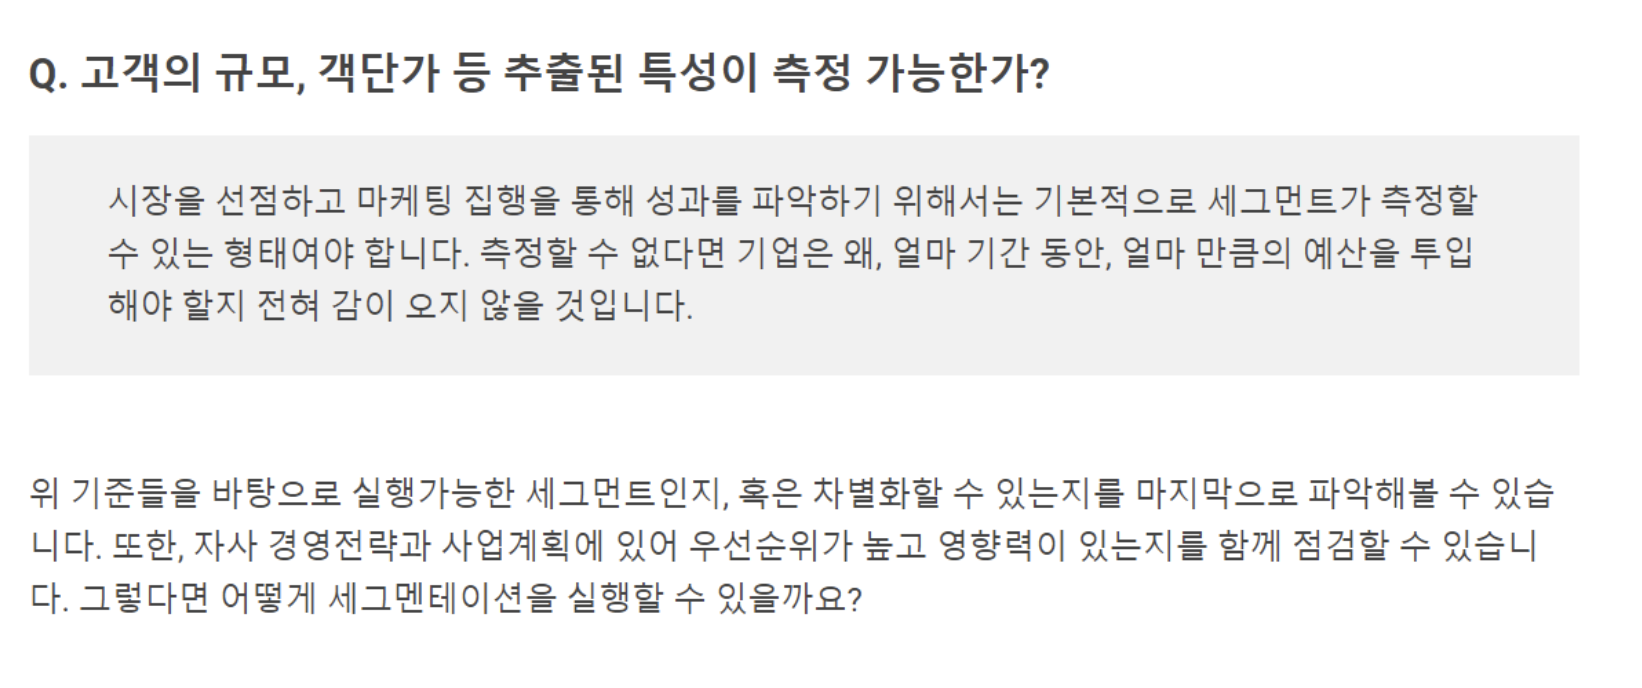 Q. 고객의 규모, 객단가 등 추출된 특성이 측정 가능한가?
시장을 선점하고 마케팅 집행을 통해 성과를 파악하기 위해서는 기본적으로 세그먼트가 측정할
수 있는 형태여야 합니다. 측정할 수 없다면 기업은 왜, 얼마 기간 동안, 얼마 만큼의 예산을 투입
해야 할지 전혀 감이 오지 않을 것입니다.
위 기준들을 바탕으로 실행가능한 세그먼트인지, 혹은 차별화할 수 있는지를 마지막으로 파악해볼 수 있습
니다. 또한, 자사 경영전략과 사업계획에 있어 우선순위가 높고 영향력이 있는지를 함께 점검할 수 있습니
다. 그렇다면 어떻게 세그멘테이션을 실행할 수 있을까요?